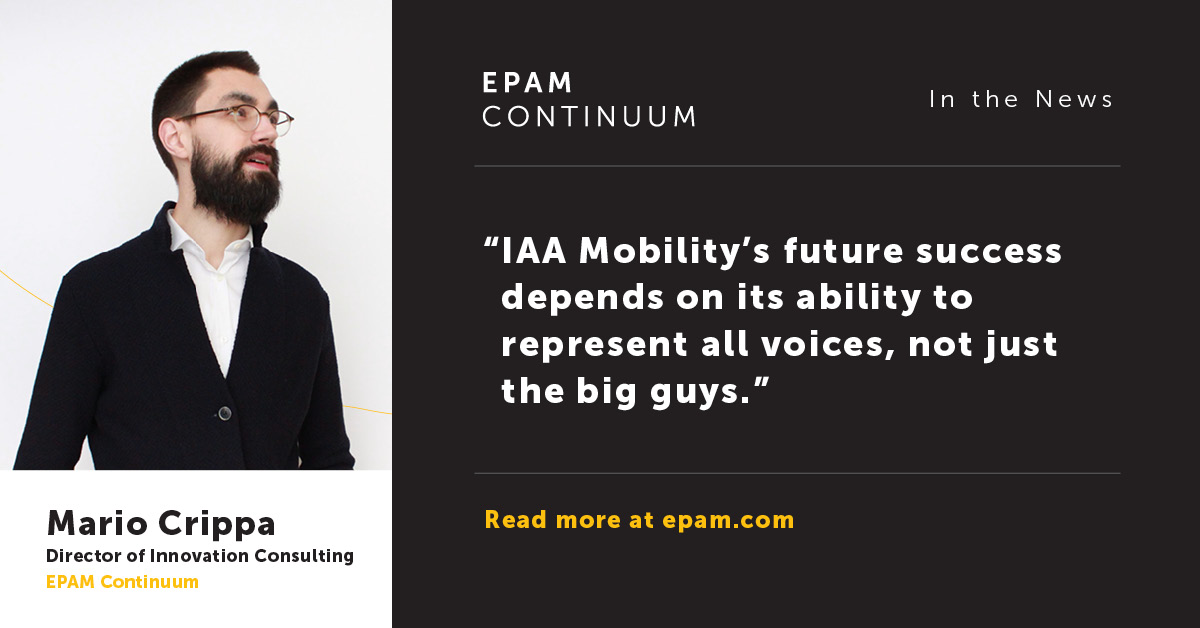 EPAM
CONTINUUM
In the News
“IAA Mobility’s future success
depends on its ability to
represent all voices, not just
the big guys.”
Read more at epam.com
Mario Crippa
Director of Innovation Consulting
EPAM Continuum